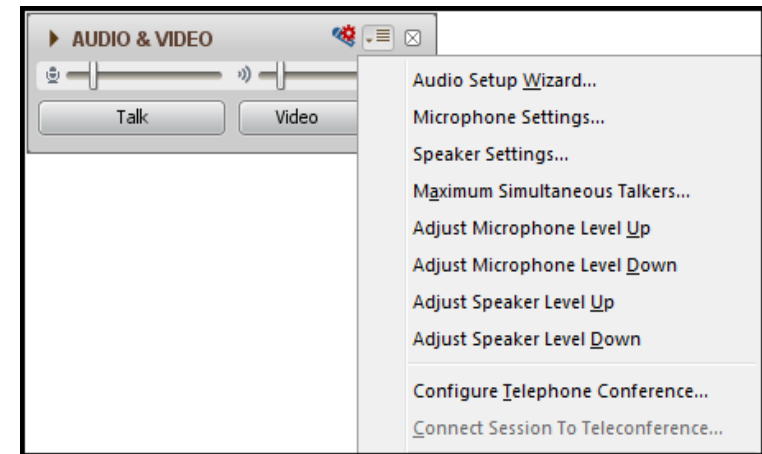 AUDIO & VIDEO
Talk
Video
Audio Setup Wizard...
Microphone Settings...
Speaker Settings...
Maximum Simultaneous Talkers...
Adjust Microphone Level Up
Adjust Microphone Level Down
Adjust Speaker Level Up
Adjust Speaker Level Down
Configure Telephone Conference...
Connect Session To Teleconference...